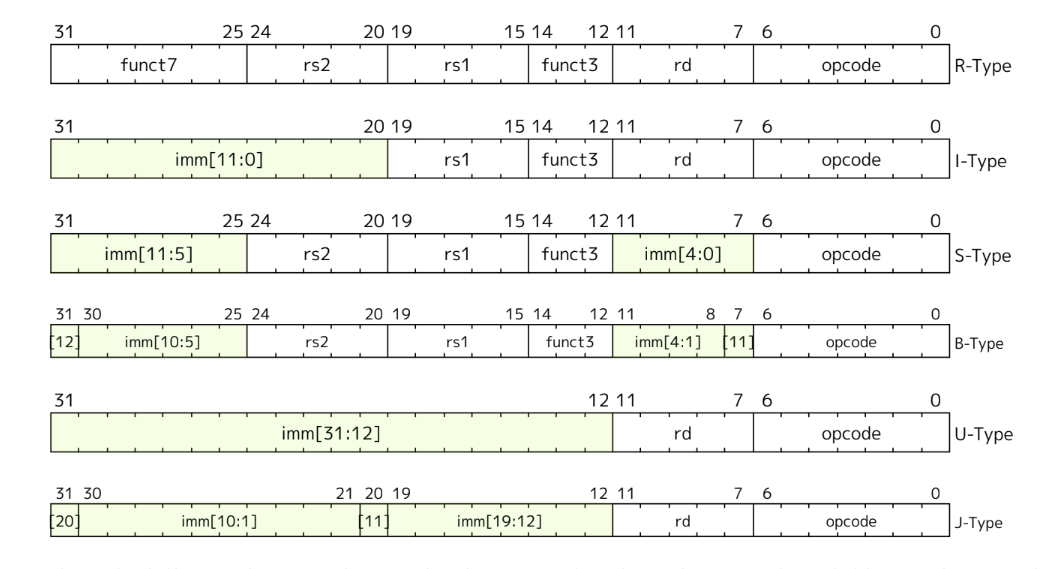 31 25 24 20 19 15 14 12 11 7 6 0
funct7 rs2 rs1 funct3 rd opcode R-Type
31 20 19 15 14 12 11 7 6 0
imm[11:0] rs1 funct3 rd opcode I-Type
31 25 24 20 19 15 14 12 11 7 6 0
imm[11:5] rs2 rs1 funct3 imm[4:0] opcode S-Type
31 30 25 24 20 19 15 14 12 11 8 7 6 0
[12] imm[10:5] rs2 rs1 funct3 imm[4:1] [11] opcode B-Type
31 12 11 7 6 0
imm[31:12] rd opcode U-Type
31 30 21 20 19 12 11 7 6 0
[20] imm[10:1] [11] imm[19:12] rd opcode J-Type